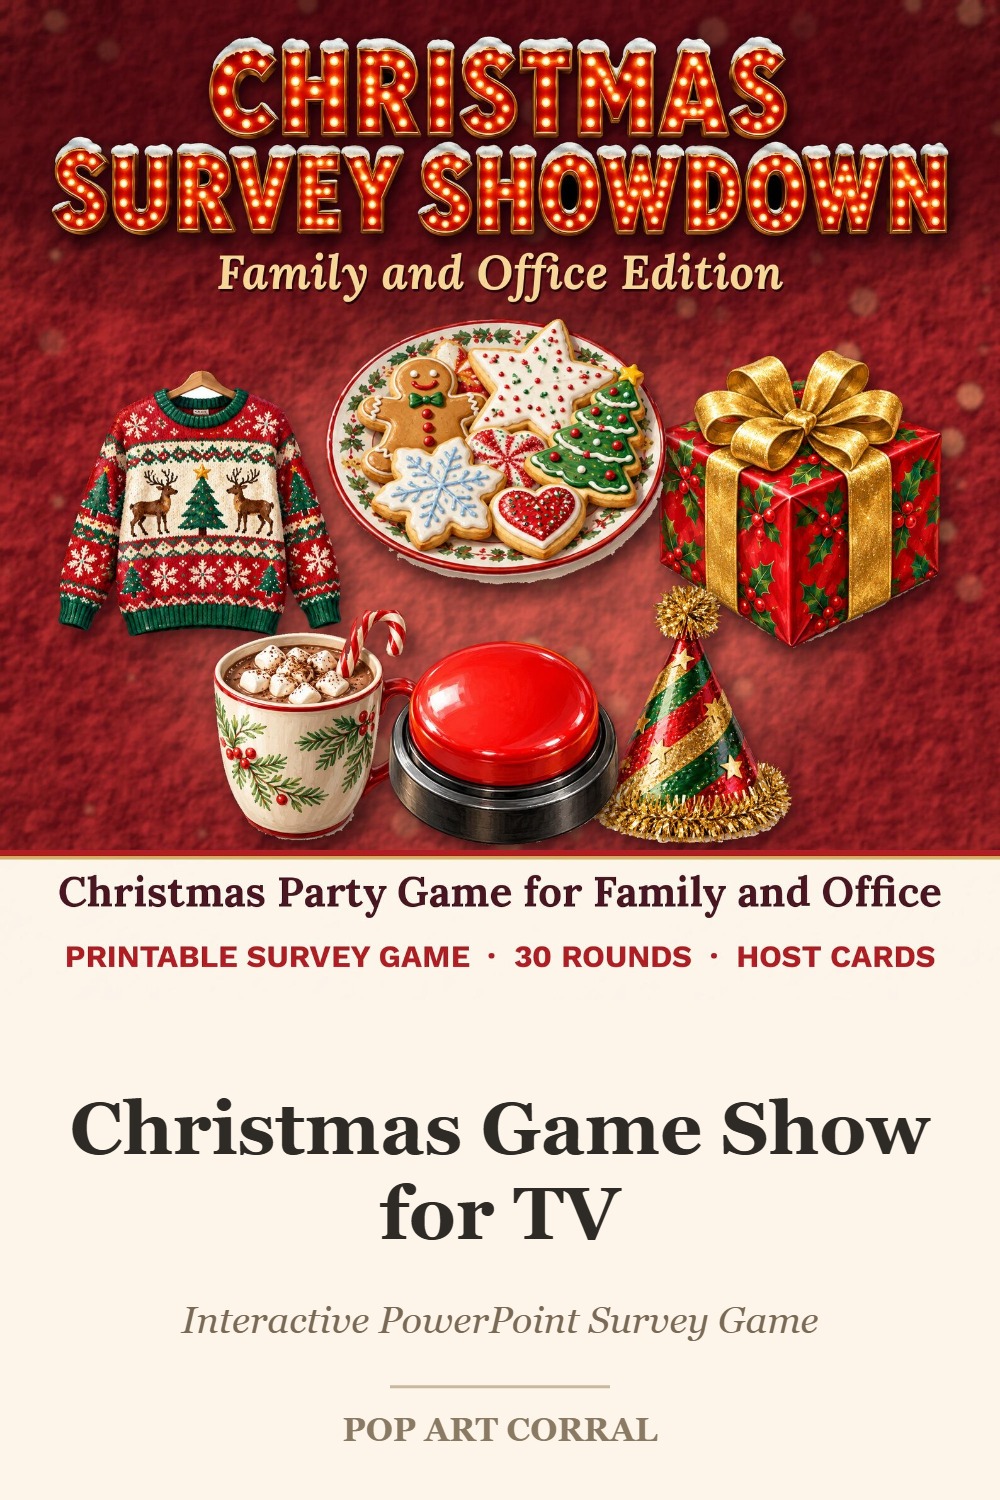 CHRISTMAS
SURVEY SHOWDOWN
Family and Office Edition
Christmas Party Game for Family and Office
PRINTABLE SURVEY GAME · 30 ROUNDS · HOST CARDS
Christmas Game Show
for TV
Interactive PowerPoint Survey Game
POP ART CORRAL